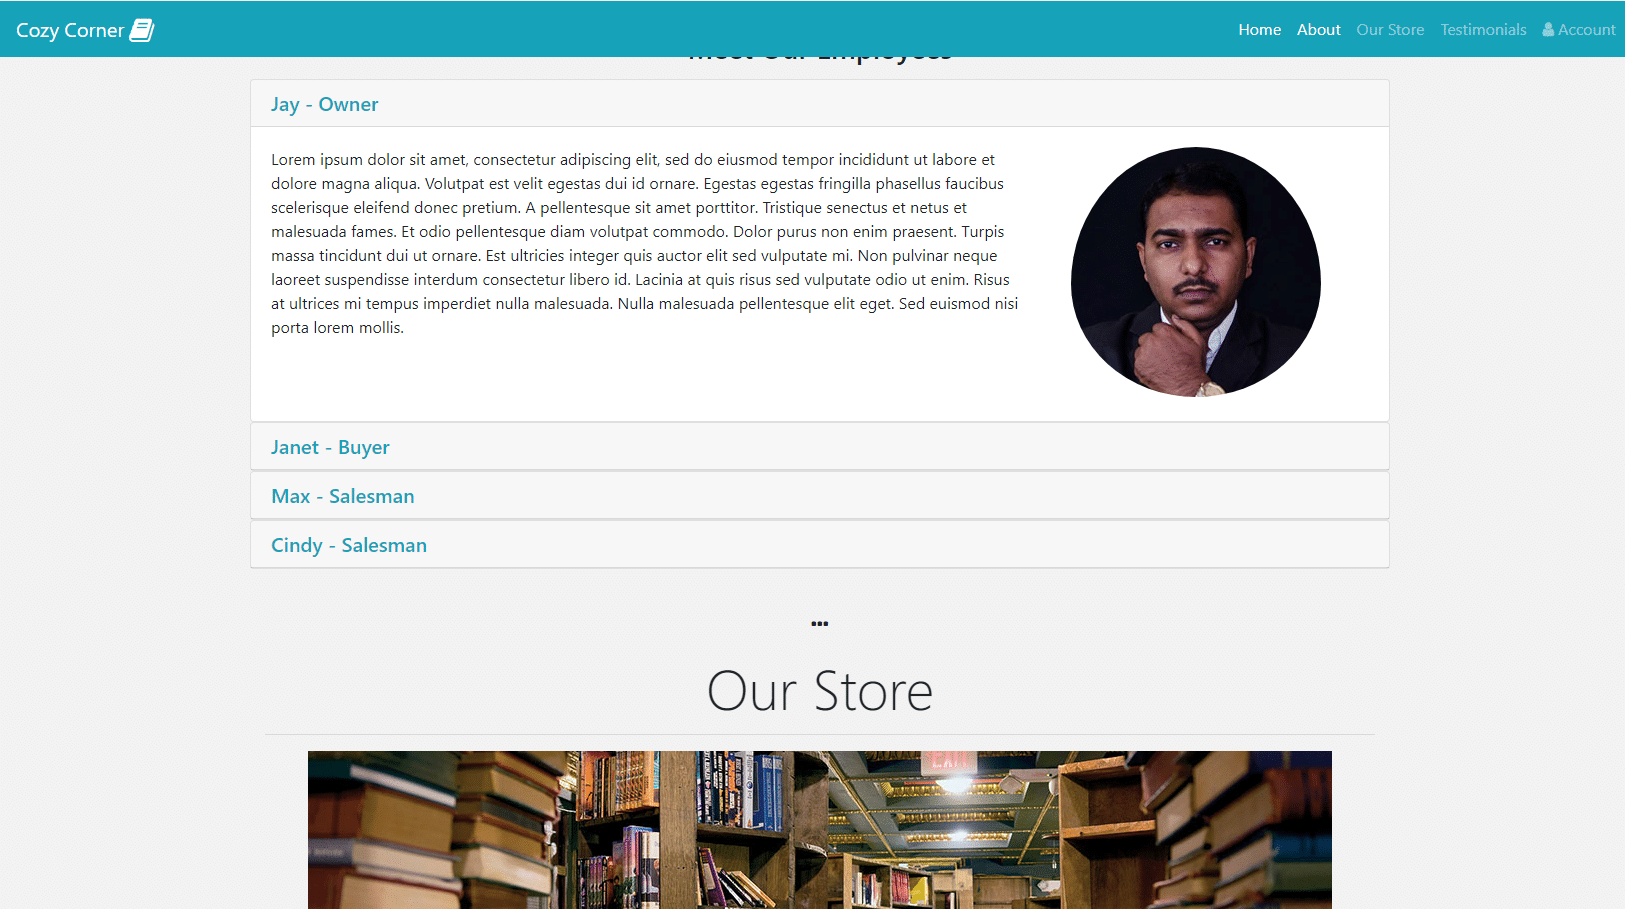 Cozy Corner
Home About Our Store Testimonials Account
Meet Our Employees
Jay - Owner
Lorem ipsum dolor sit amet, consectetur adipiscing elit, sed do eiusmod tempor incididunt ut labore et
dolore magna aliqua. Volutpat est velit egestas dui id ornare. Egestas egestas fringilla phasellus faucibus
scelerisque eleifend donec pretium. A pellentesque sit amet porttitor. Tristique senectus et netus et
malesuada fames. Et odio pellentesque diam volutpat commodo. Dolor purus non enim praesent. Turpis
massa tincidunt dui ut ornare. Est ultricies integer quis auctor elit sed vulputate mi. Non pulvinar neque
laoreet suspendisse interdum consectetur libero id. Lacinia at quis risus sed vulputate odio ut enim. Risus
at ultrices mi tempus imperdiet nulla malesuada. Nulla malesuada pellentesque elit eget. Sed euismod nisi
porta lorem mollis.
Janet - Buyer
Max - Salesman
Cindy - Salesman
Our Store
EXIT